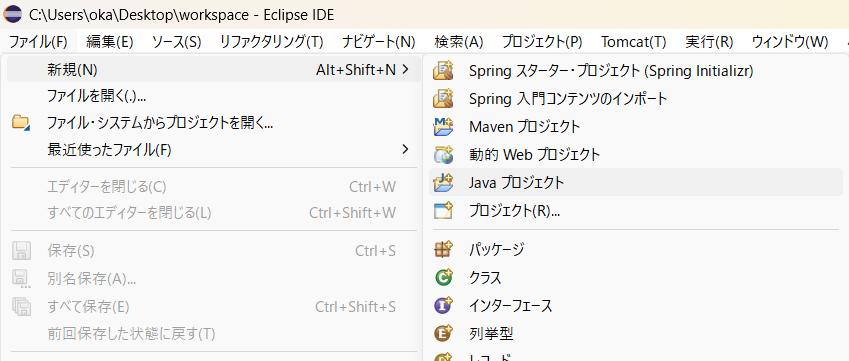 C:\Users\oka\Desktop\workspace - Eclipse IDE
ファイル(F) 編集(E) ソース(S) リファクタリング(T) ナビゲート(N) 検索(A) プロジェクト(P) Tomcat(T) 実行(R) ウィンドウ(W)
新規(N) Alt+Shift+N
ファイルを開く(.)...
ファイル・システムからプロジェクトを開く...
最近使ったファイル(F)
エディターを閉じる(C) Ctrl+W
すべてのエディターを閉じる(L) Ctrl+Shift+W
保存(S) Ctrl+S
別名保存(A)...
すべて保存(E) Ctrl+Shift+S
前回保存した状態に戻す(T)
Spring スターター・プロジェクト (Spring Initializr)
Spring 入門コンテンツのインポート
Maven プロジェクト
動的 Web プロジェクト
Java プロジェクト
プロジェクト(R)...
パッケージ
クラス
インターフェース
列挙型
レコード